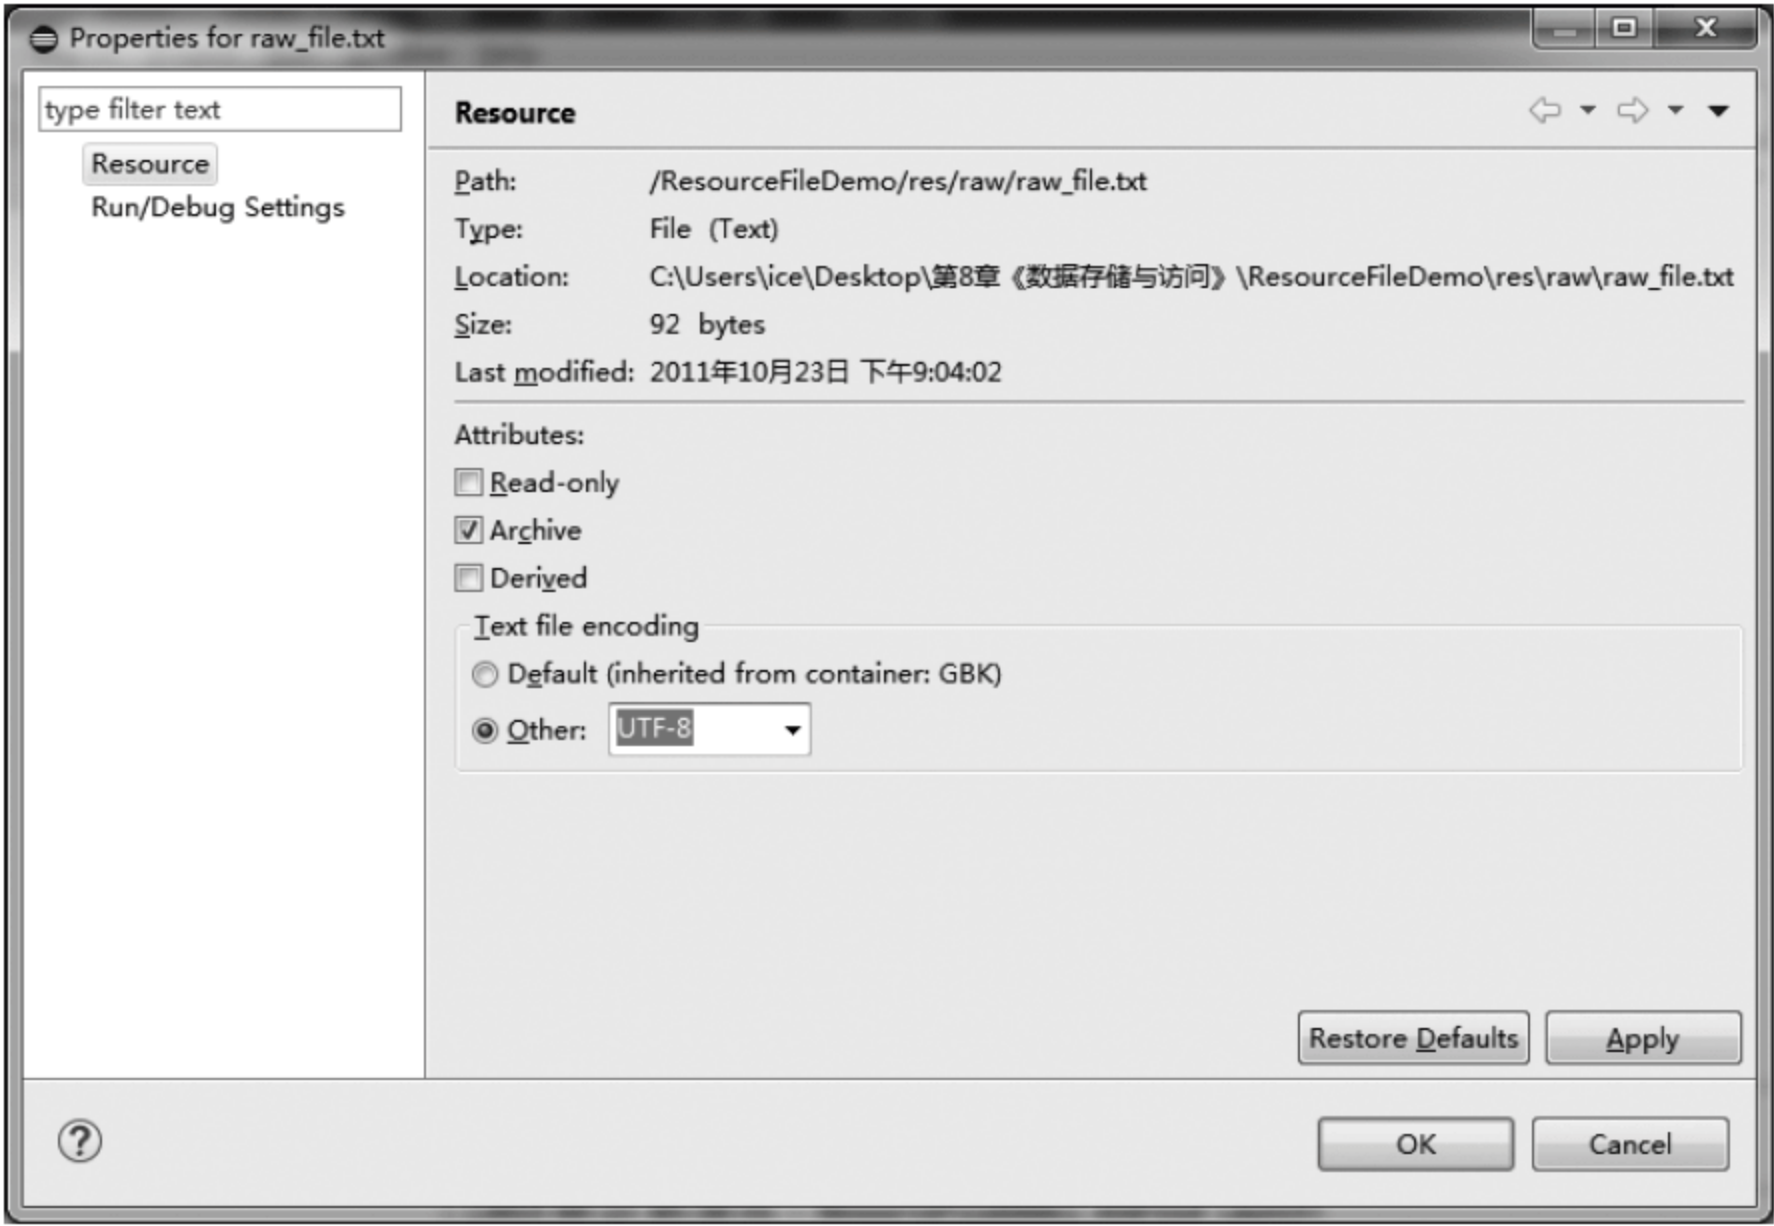 Properties for raw_file.txt
type filter text
Resource
Run/Debug Settings
Resource
Path: /ResourceFileDemo/res/raw/raw_file.txt
Type: File (Text)
Location: C:\Users\ice\Desktop\第8章《数据存储与访问》\ResourceFileDemo\res\raw\raw_file.txt
Size: 92 bytes
Last modified: 2011年10月23日 下午9:04:02
Attributes:
Read-only
Archive
Derived
Text file encoding
Default (inherited from container: GBK)
Other: UTF-8
Restore Defaults Apply
?
OK Cancel